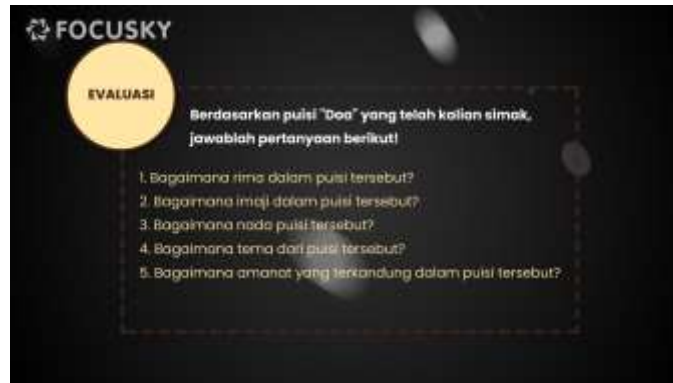 FOCUSKY
EVALUASI
Berdasarkan puisi "Doa" yang telah kalian simak,
jawablah pertanyaan berikut!
1. Bagaimana rima dalam puisi tersebut?
2. Bagaimana imaji dalam puisi tersebut?
3. Bagaimana nada puisi tersebut?
4. Bagaimana tema dari puisi tersebut?
5. Bagaimana amanat yang terkandung dalam puisi tersebut?